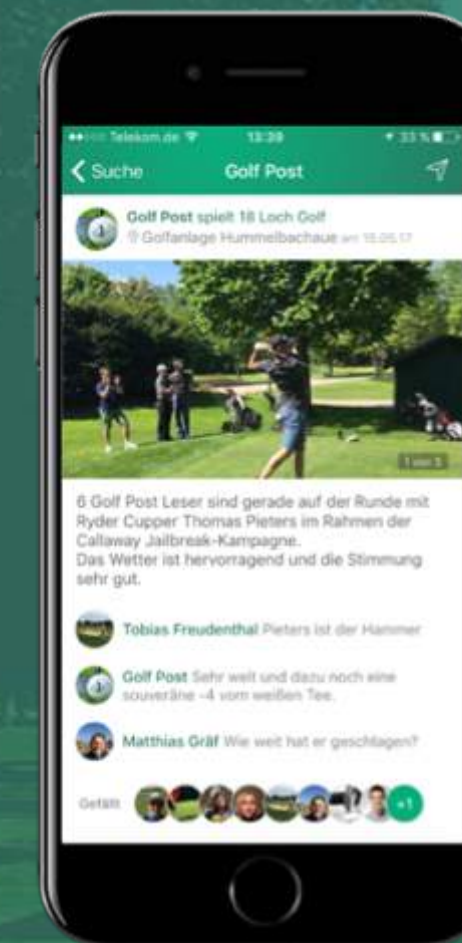 Telekom.de 13:39 33 %
Suche Golf Post
Golf Post spielt 18 Loch Golf
Golfanlage Hummelbachaue am 15.05.17
1 von 5
6 Golf Post Leser sind gerade auf der Runde mit
Ryder Cupper Thomas Pieters im Rahmen der
Callaway Jailbreak-Kampagne.
Das Wetter ist hervorragend und die Stimmung
sehr gut.
Tobias Freudenthal Pieters ist der Hammer
Golf Post Sehr weit und dazu noch eine
souveräne -4 vom weißen Tee.
Matthias Gräf Wie weit hat er geschlagen?
Gefällt +1